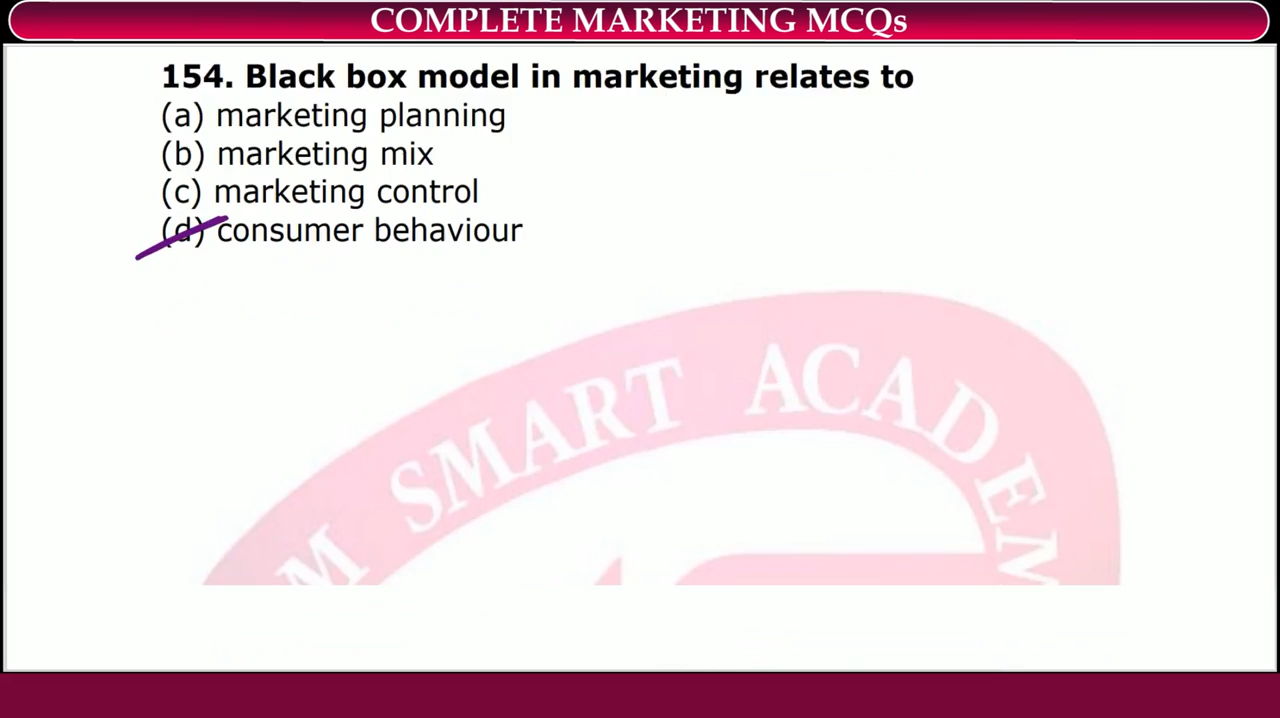 COMPLETE MARKETING MCQs
154. Black box model in marketing relates to
(a) marketing planning
(b) marketing mix
(c) marketing control
(d) consumer behaviour
M SMART ACADEM